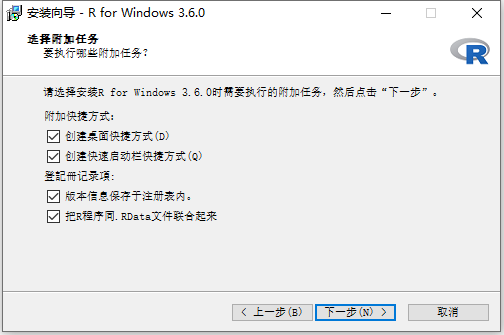 安装向导 - R for Windows 3.6.0
选择附加任务
要执行哪些附加任务?
R
请选择安装R for Windows 3.6.0时需要执行的附加任务，然后点击“下一步”。
附加快捷方式:
创建桌面快捷方式(D)
创建快速启动栏快捷方式(Q)
登記冊记录項:
版本信息保存于注册表内。
把R程序同.RData文件联合起来
< 上一步(B)
下一步(N) >
取消